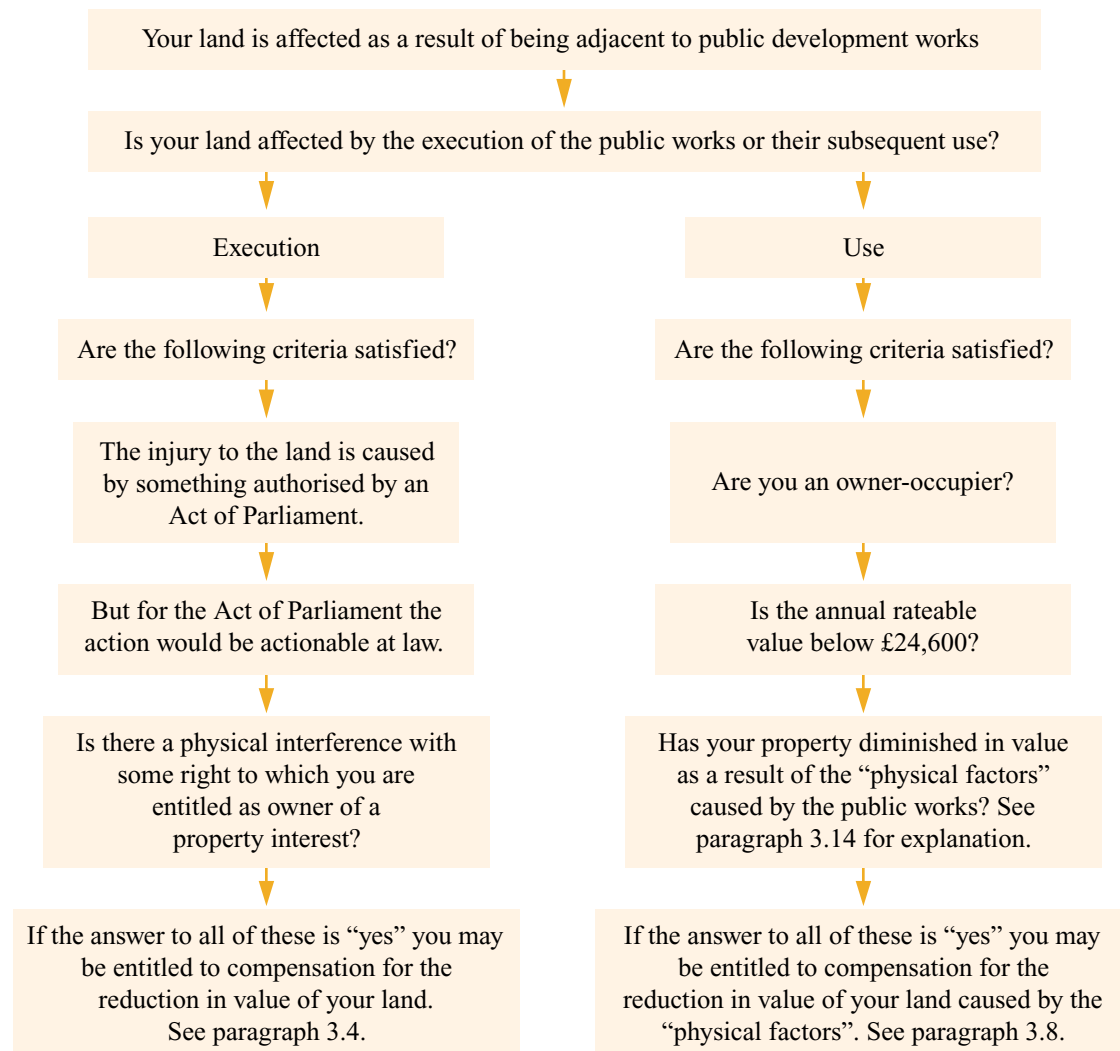 Your land is affected as a result of being adjacent to public development works
Is your land affected by the execution of the public works or their subsequent use?
Execution
Are the following criteria satisfied?
The injury to the land is caused
by something authorised by an
Act of Parliament.
But for the Act of Parliament the
action would be actionable at law.
Is there a physical interference with
some right to which you are
entitled as owner of a
property interest?
If the answer to all of these is “yes” you may
be entitled to compensation for the
reduction in value of your land.
See paragraph 3.4.
Use
Are the following criteria satisfied?
Are you an owner-occupier?
Is the annual rateable
value below £24,600?
Has your property diminished in value
as a result of the “physical factors”
caused by the public works? See
paragraph 3.14 for explanation.
If the answer to all of these is “yes” you may
be entitled to compensation for the
reduction in value of your land caused by the
“physical factors”. See paragraph 3.8.